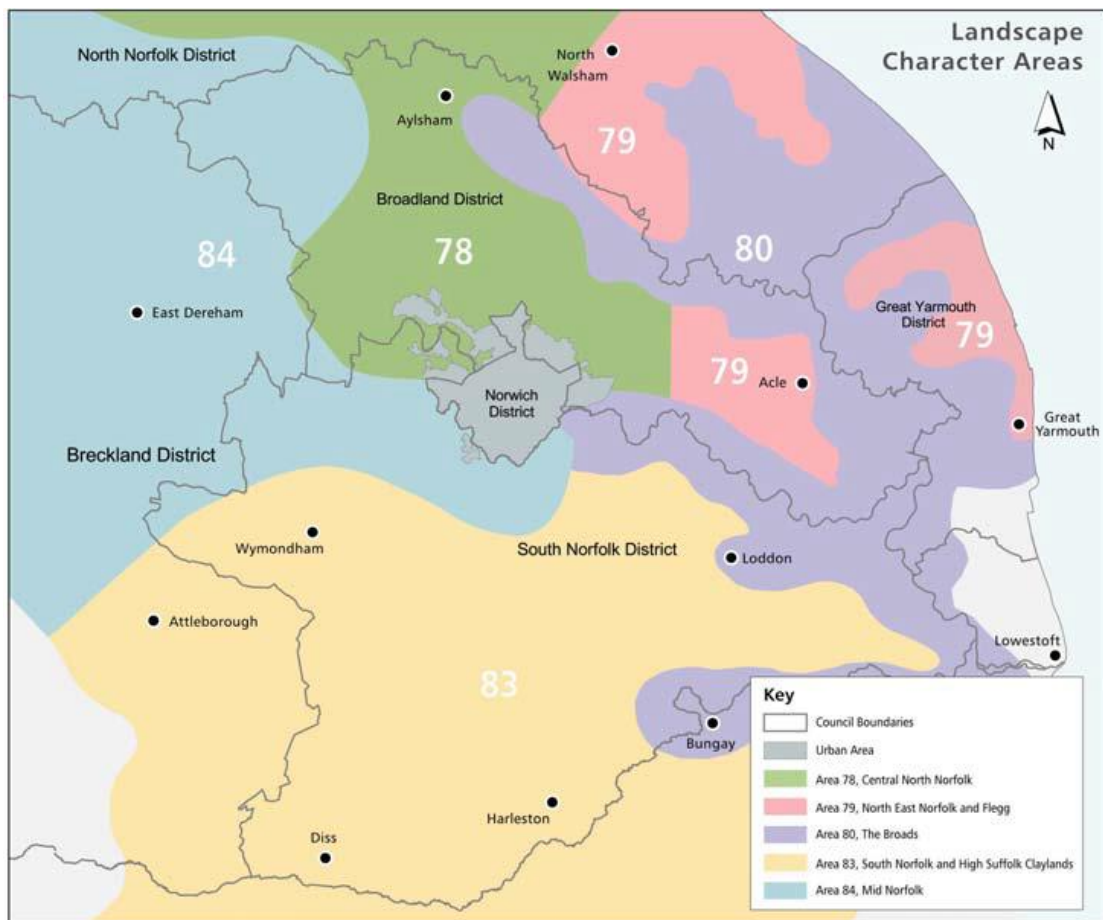 Landscape
Character Areas
N
North Norfolk District
North
Walsham
Aylsham
79
Broadland District
84
78
80
East Dereham
Great Yarmouth
District
79
79
Acle
Norwich
District
Great
Yarmouth
Breckland District
Wymondham
South Norfolk District
Loddon
Attleborough
Lowestoft
83
Bungay
Harleston
Diss
Key
Council Boundaries
Urban Area
Area 78, Central North Norfolk
Area 79, North East Norfolk and Flegg
Area 80, The Broads
Area 83, South Norfolk and High Suffolk Claylands
Area 84, Mid Norfolk